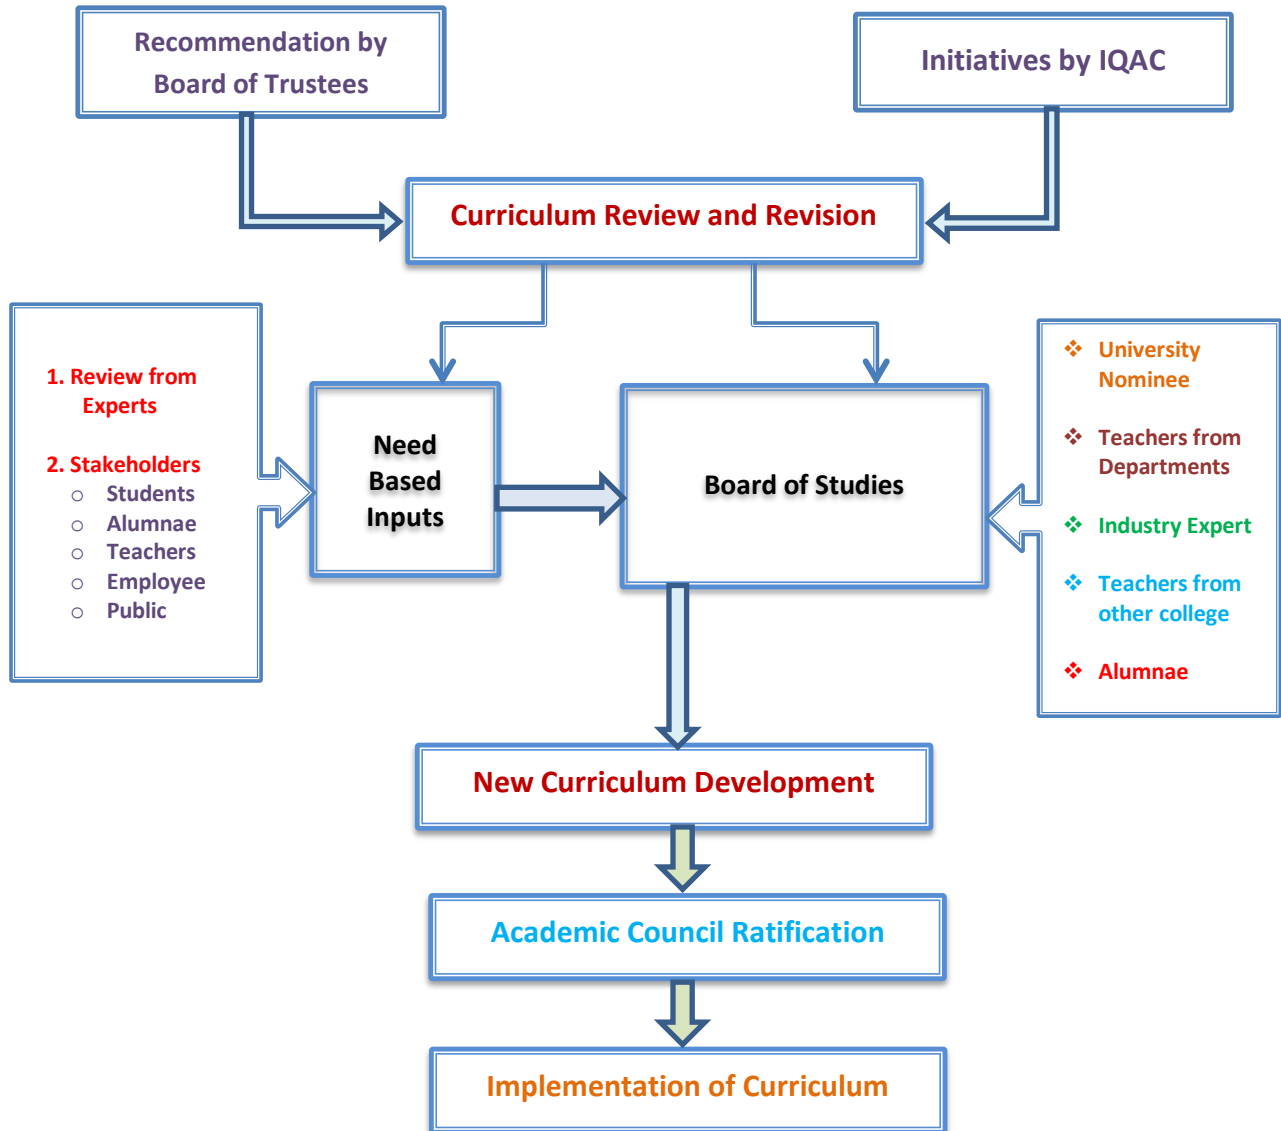 Recommendation by
Board of Trustees
Initiatives by IQAC
Curriculum Review and Revision
1. Review from
Experts
2. Stakeholders
o Students
o Alumnae
o Teachers
o Employee
o Public
Need
Based
Inputs
Board of Studies
❖ University
Nominee
❖ Teachers from
Departments
❖ Industry Expert
❖ Teachers from
other college
❖ Alumnae
New Curriculum Development
Academic Council Ratification
Implementation of Curriculum